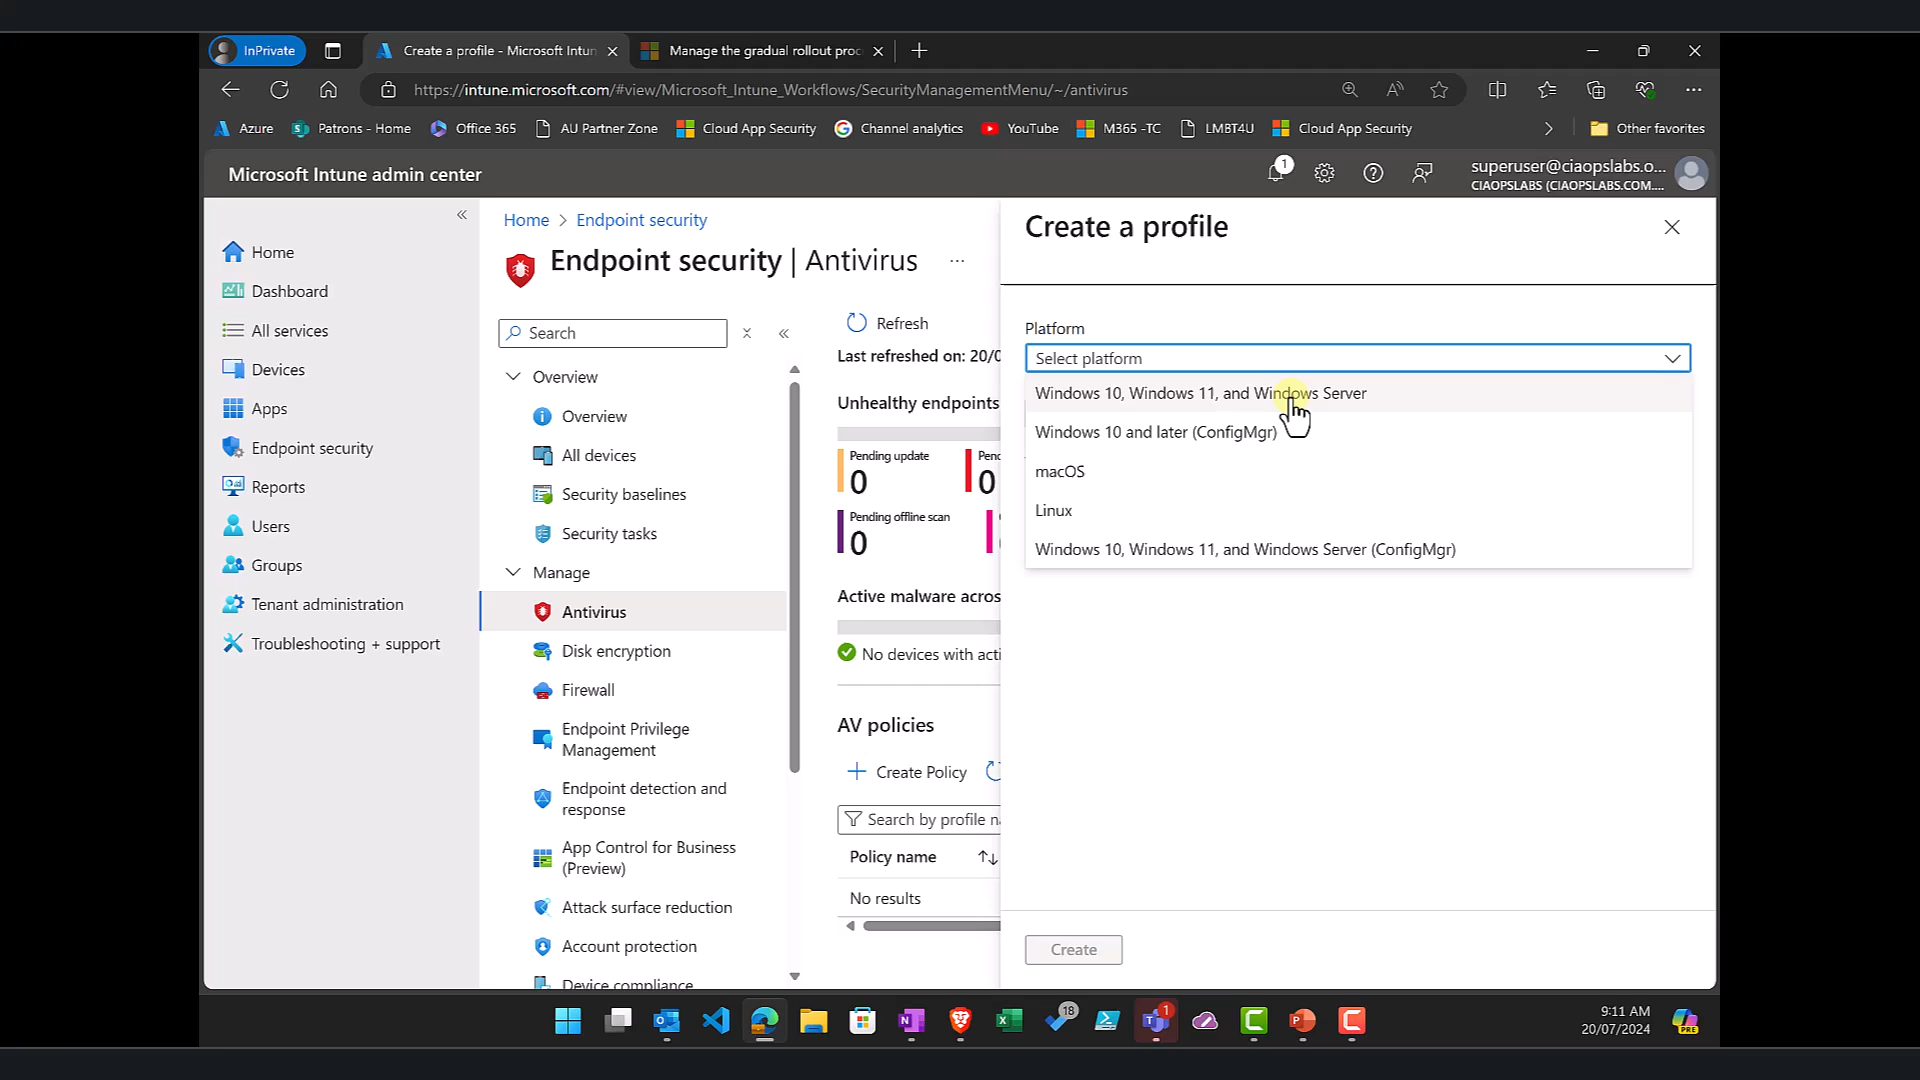 InPrivate
Create a profile - Microsoft Intun
Manage the gradual rollout proc
https://intune.microsoft.com/#view/Microsoft_Intune_Workflows/SecurityManagementMenu/~/antivirus
Azure
Patrons - Home
Office 365
AU Partner Zone
Cloud App Security
Channel analytics
YouTube
M365 -TC
LMBT4U
Cloud App Security
Other favorites
Microsoft Intune admin center
1
superuser@ciaopslabs.o...
CIAOPSLABS (CIAOPSLABS.COM....
Home
Dashboard
All services
Devices
Apps
Endpoint security
Reports
Users
Groups
Tenant administration
Troubleshooting + support
Home > Endpoint security
Endpoint security | Antivirus
Search
Overview
Overview
All devices
Security baselines
Security tasks
Manage
Antivirus
Disk encryption
Firewall
Endpoint Privilege
Management
Endpoint detection and
response
App Control for Business
(Preview)
Attack surface reduction
Account protection
Device compliance
Refresh
Last refreshed on: 20/0
Unhealthy endpoints
Pending update
0
Penc
0
Pending offline scan
0
Active malware acros
No devices with acti
AV policies
Create Policy
Search by profile n
Policy name
No results
Create a profile
Platform
Select platform
Windows 10, Windows 11, and Windows Server
Windows 10 and later (ConfigMgr)
macOS
Linux
Windows 10, Windows 11, and Windows Server (ConfigMgr)
Create
18
1
9:11 AM
20/07/2024
PRE